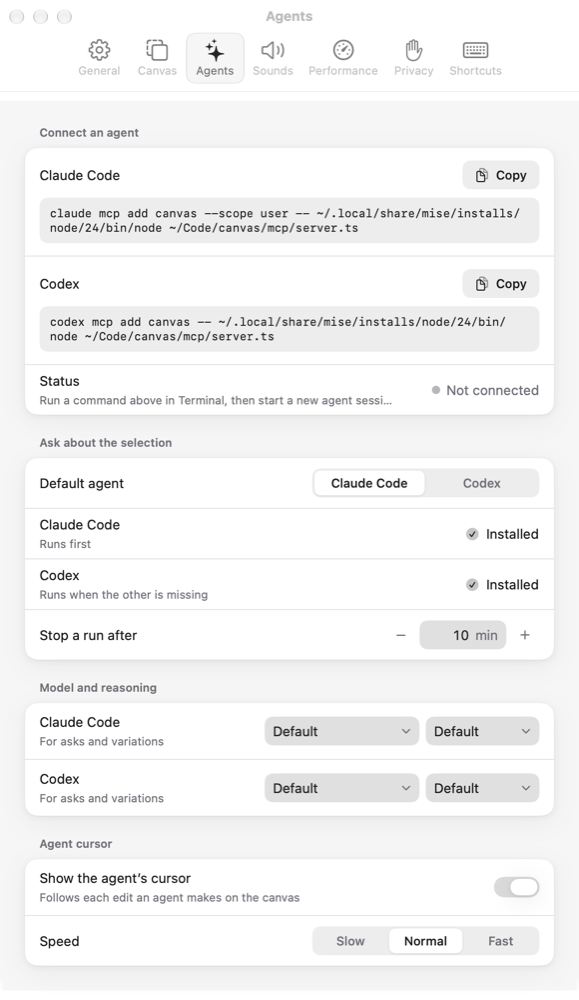 Agents
General Canvas Agents Sounds Performance Privacy Shortcuts
Connect an agent
Claude Code
Copy
claude mcp add canvas --scope user -- ~/.local/share/mise/installs/
node/24/bin/node ~/Code/canvas/mcp/server.ts
Codex
Copy
codex mcp add canvas -- ~/.local/share/mise/installs/node/24/bin/
node ~/Code/canvas/mcp/server.ts
Status
Run a command above in Terminal, then start a new agent sessi...
Not connected
Ask about the selection
Default agent
Claude Code Codex
Claude Code
Runs first
Installed
Codex
Runs when the other is missing
Installed
Stop a run after
− 10 min +
Model and reasoning
Claude Code
For asks and variations
Default Default
Codex
For asks and variations
Default Default
Agent cursor
Show the agent’s cursor
Follows each edit an agent makes on the canvas
Speed
Slow Normal Fast